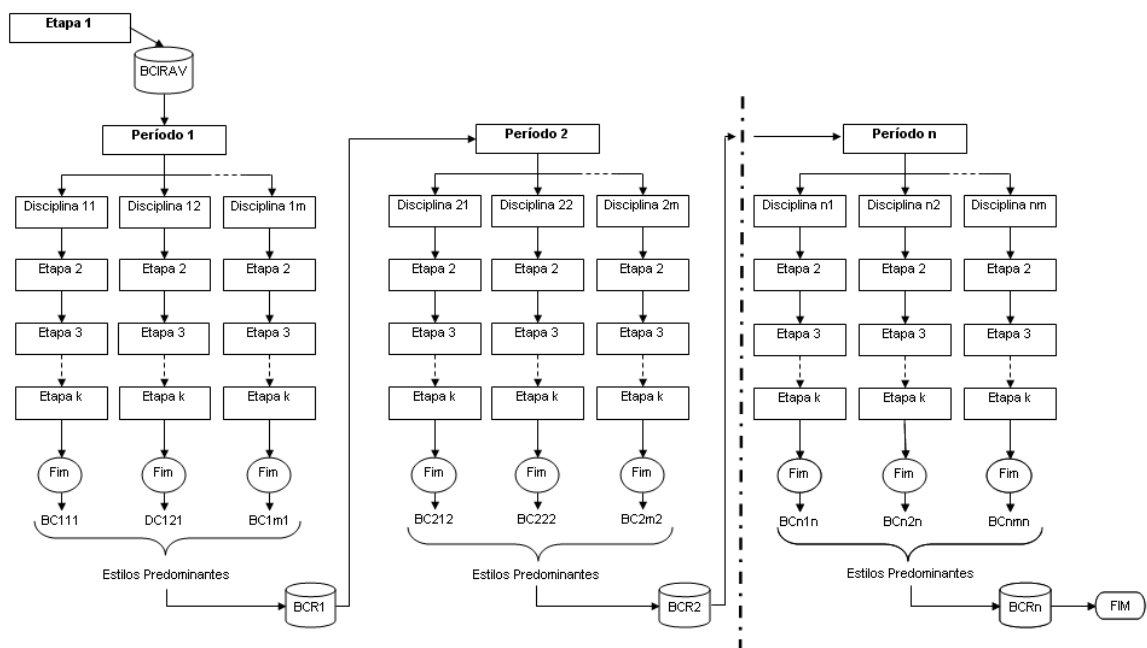 Etapa 1
BCIRAV
Período 1
Período 2
Período n
Disciplina 11
Disciplina 12
Disciplina 1m
Disciplina 21
Disciplina 22
Disciplina 2m
Disciplina n1
Disciplina n2
Disciplina nm
Etapa 2
Etapa 2
Etapa 2
Etapa 2
Etapa 2
Etapa 2
Etapa 2
Etapa 2
Etapa 2
Etapa 3
Etapa 3
Etapa 3
Etapa 3
Etapa 3
Etapa 3
Etapa 3
Etapa 3
Etapa 3
Etapa k
Etapa k
Etapa k
Etapa k
Etapa k
Etapa k
Etapa k
Etapa k
Etapa k
Fim
Fim
Fim
Fim
Fim
Fim
Fim
Fim
Fim
BC111
DC121
BC1m1
BC212
BC222
BC2m2
BCn1n
BCn2n
BCnmn
Estilos Predominantes
Estilos Predominantes
Estilos Predominantes
BCR1
BCR2
BCRn
FIM